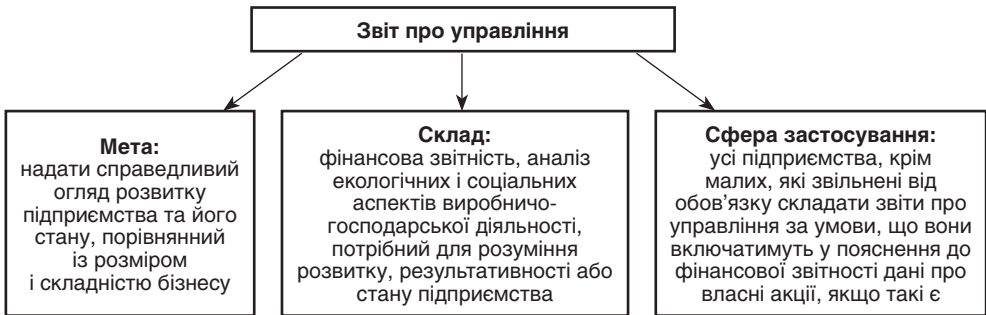 Звіт про управління
Мета:
надати справедливий
огляд розвитку
підприємства та його
стану, порівнянний
із розміром
і складністю бізнесу
Склад:
фінансова звітність, аналіз
екологічних і соціальних
аспектів виробничо-
господарської діяльності,
потрібний для розуміння
розвитку, результативності або
стану підприємства
Сфера застосування:
усі підприємства, крім
малих, які звільнені від
обов’язку складати звіти про
управління за умови, що вони
включатимуть у пояснення до
фінансової звітності дані про
власні акції, якщо такі є